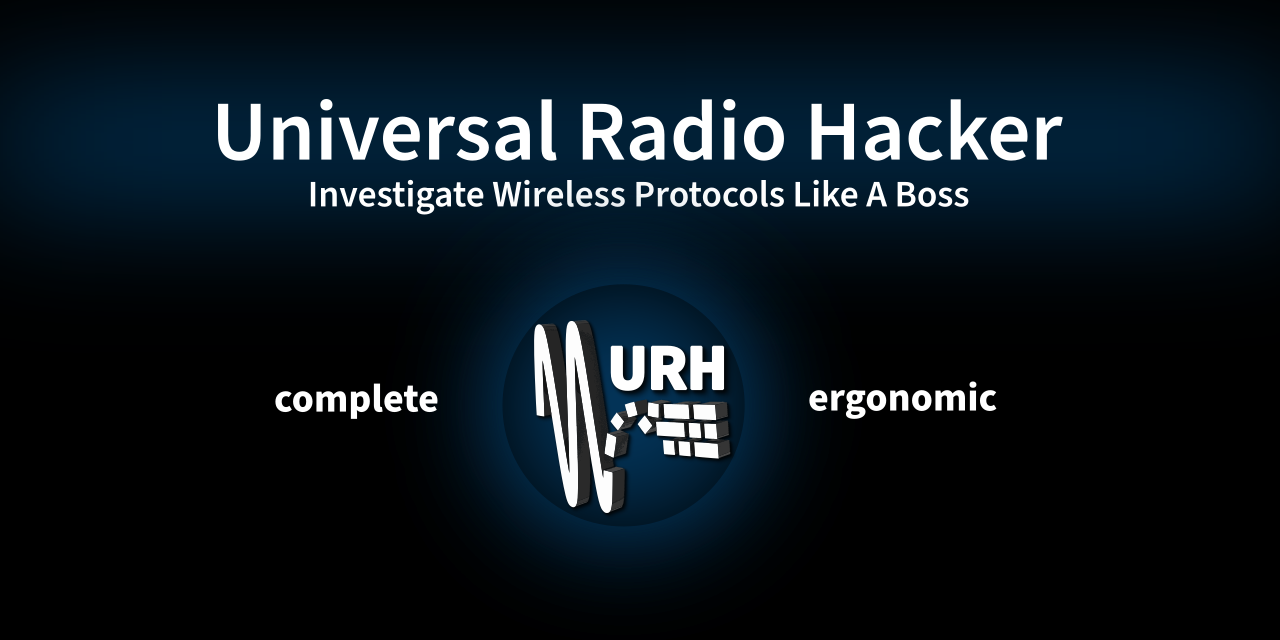 Universal Radio Hacker
Investigate Wireless Protocols Like A Boss
URH
complete
ergonomic